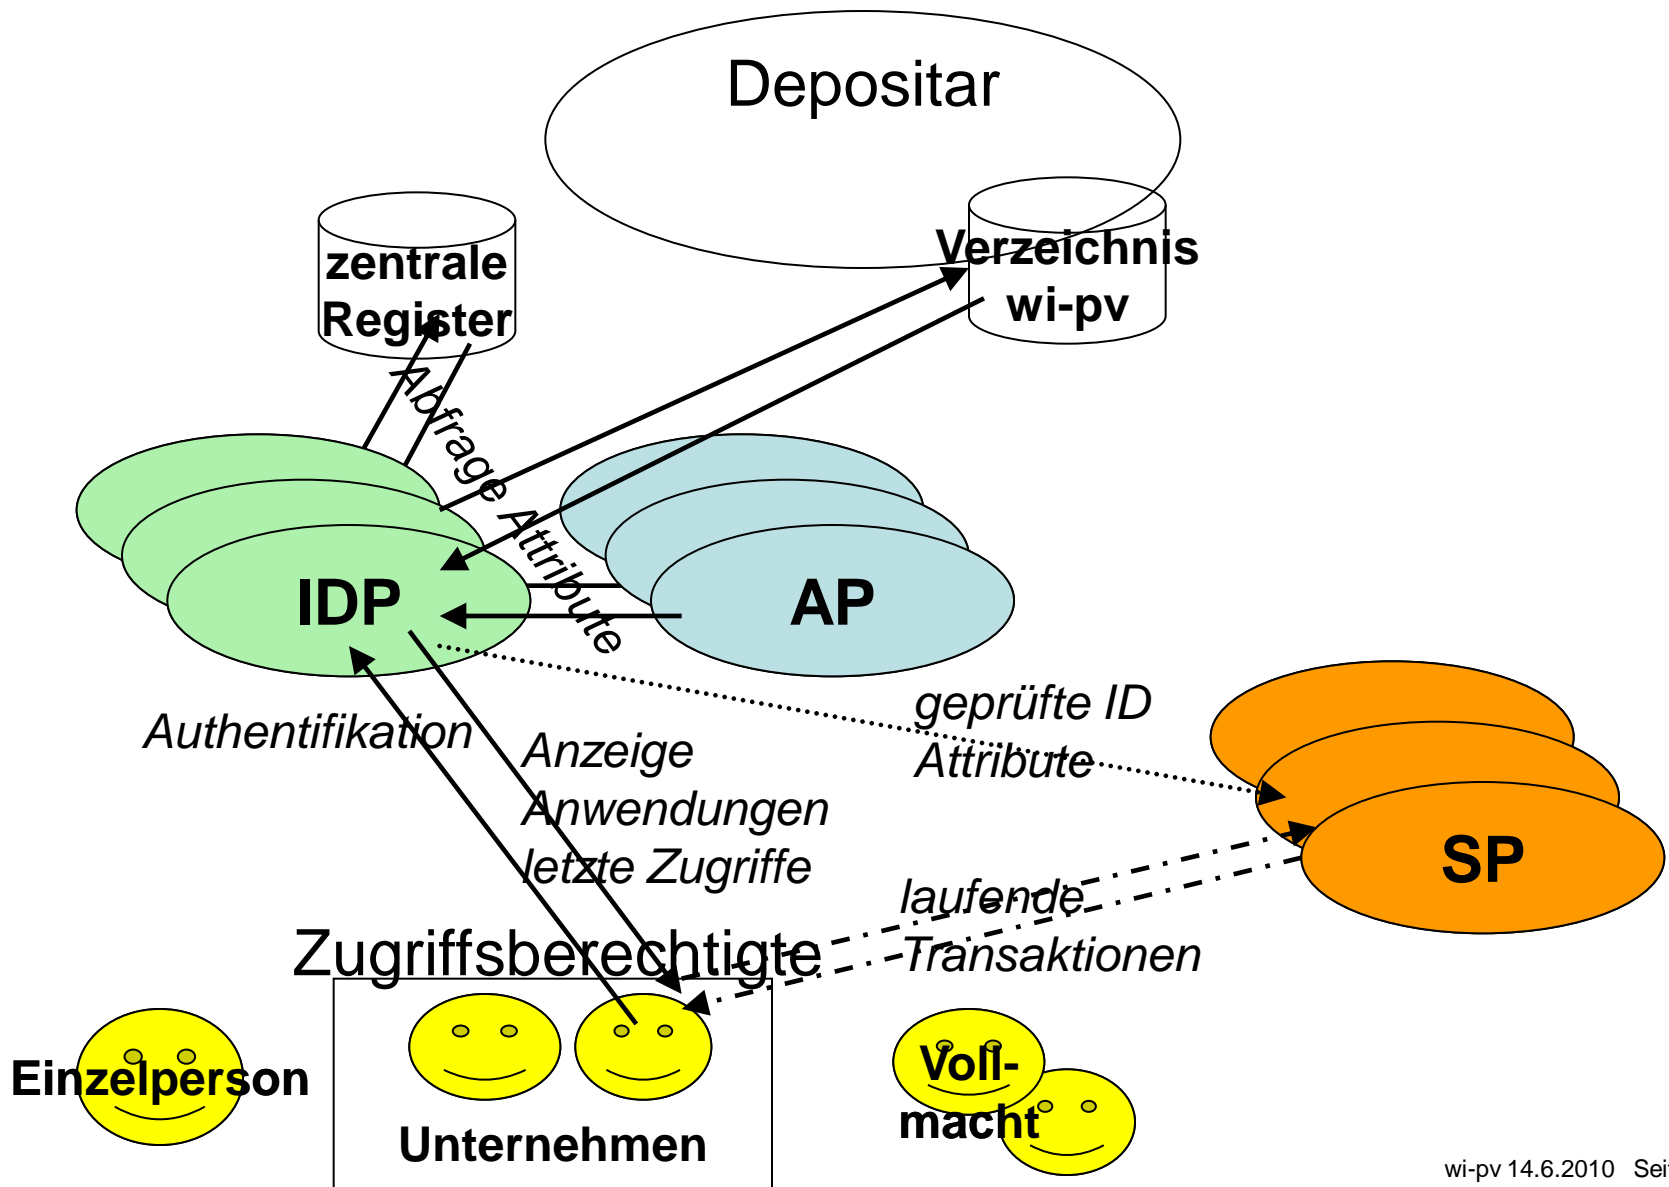 Depositar
zentrale
Register
Verzeichnis
wi-pv
Abfrage Attribute
IDP
AP
geprüfte ID
Attribute
Authentifikation
Anzeige
Anwendungen
letzte Zugriffe
SP
laufende
Transaktionen
Zugriffsberechtigte
Einzelperson
Unternehmen
Voll-
macht
wi-pv 14.6.2010 Seit